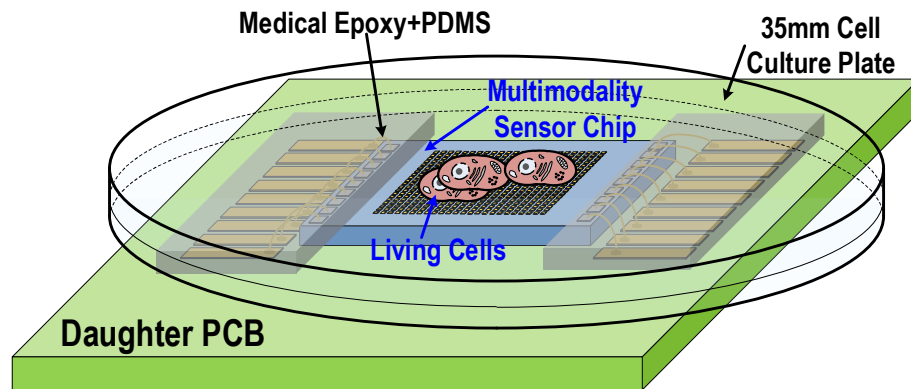 Medical Epoxy+PDMS
35mm Cell
Culture Plate
Multimodality
Sensor Chip
Living Cells
Daughter PCB